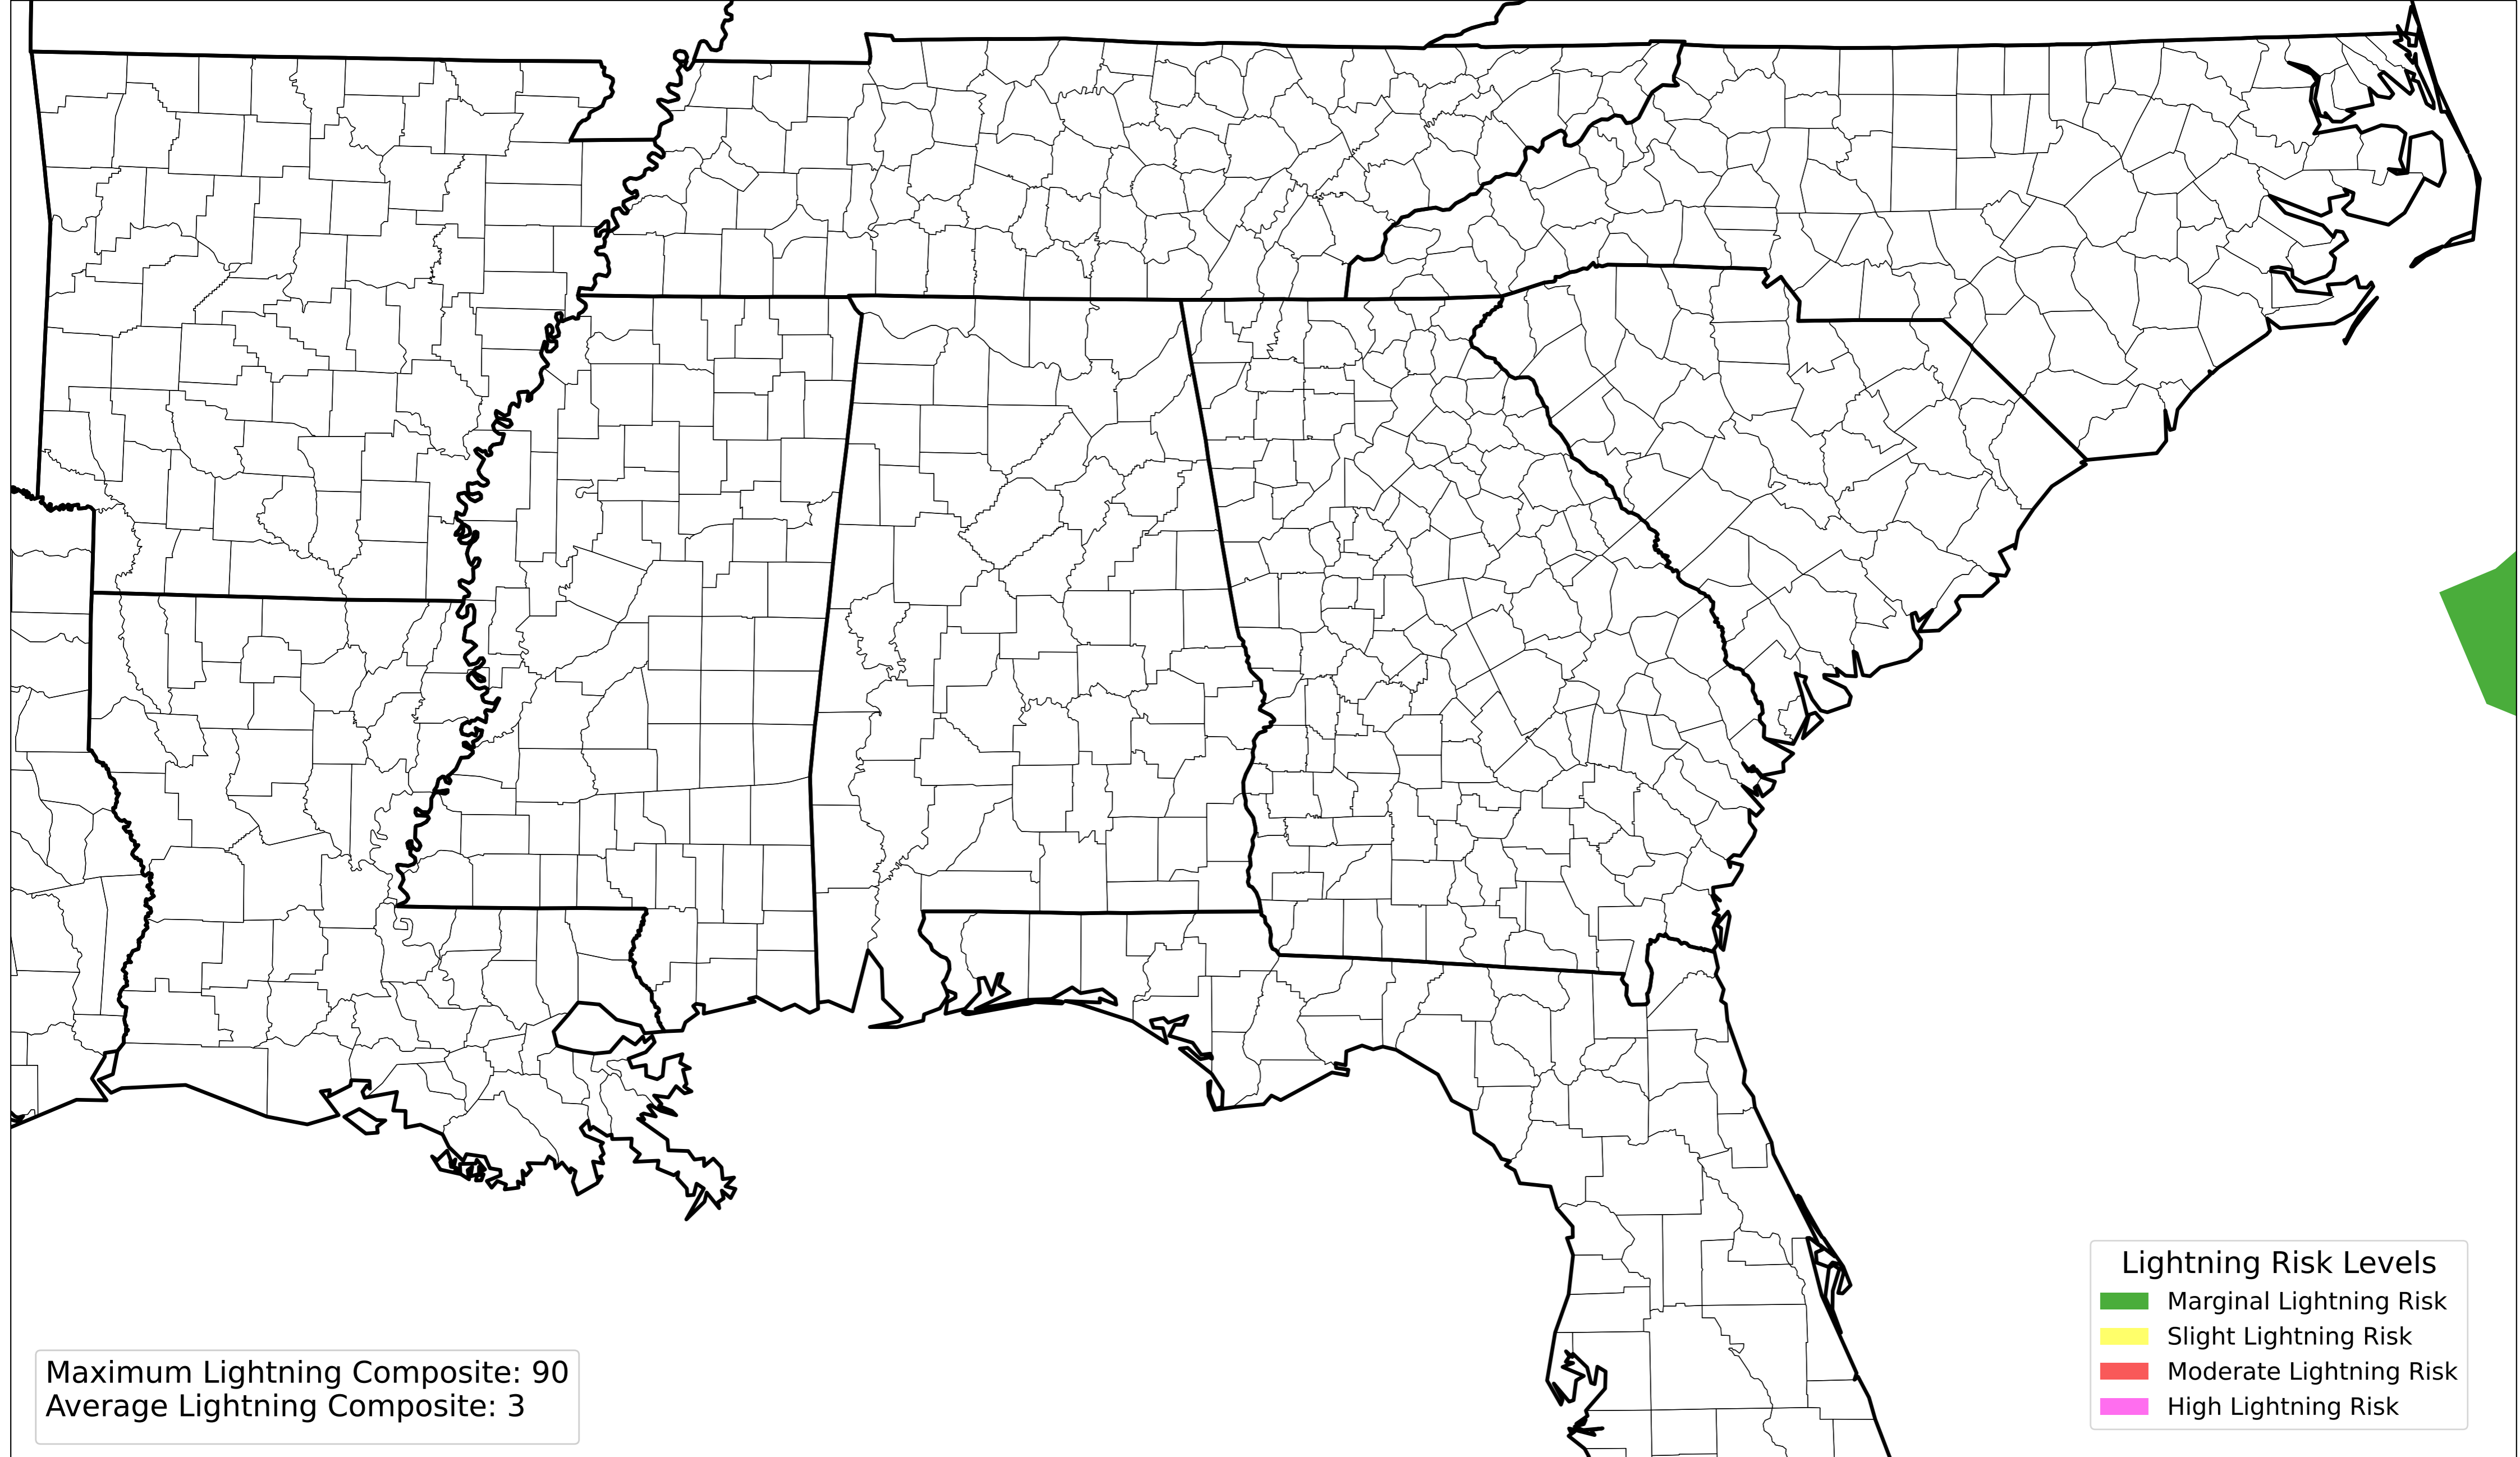 Lightning Risk Levels
Marginal Lightning Risk
Slight Lightning Risk
Moderate Lightning Risk
High Lightning Risk
Maximum Lightning Composite: 90
Average Lightning Composite: 3